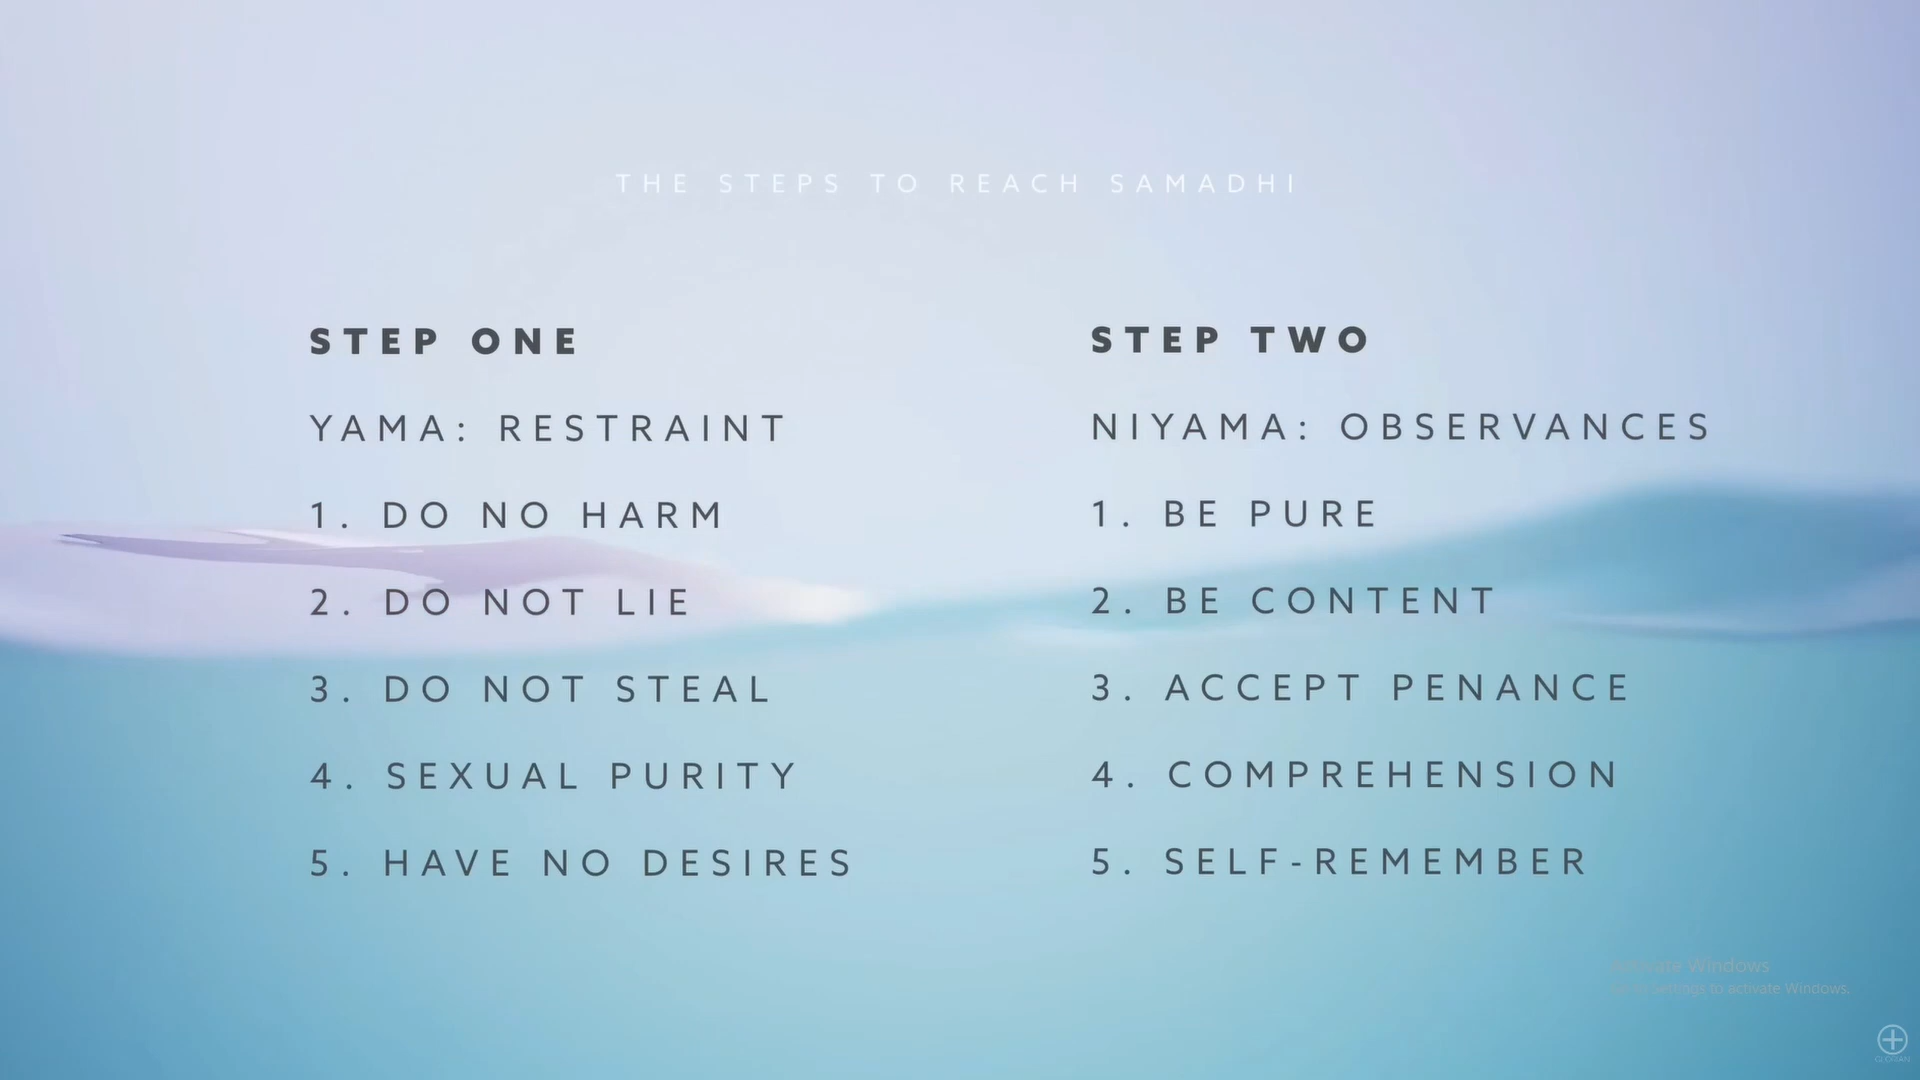 THE STEPS TO REACH SAMADHI
STEP ONE
YAMA: RESTRAINT
1. DO NO HARM
2. DO NOT LIE
3. DO NOT STEAL
4. SEXUAL PURITY
5. HAVE NO DESIRES
STEP TWO
NIYAMA: OBSERVANCES
1. BE PURE
2. BE CONTENT
3. ACCEPT PENANCE
4. COMPREHENSION
5. SELF-REMEMBER
Activate Windows
Go to Settings to activate Windows.
GLORIAN